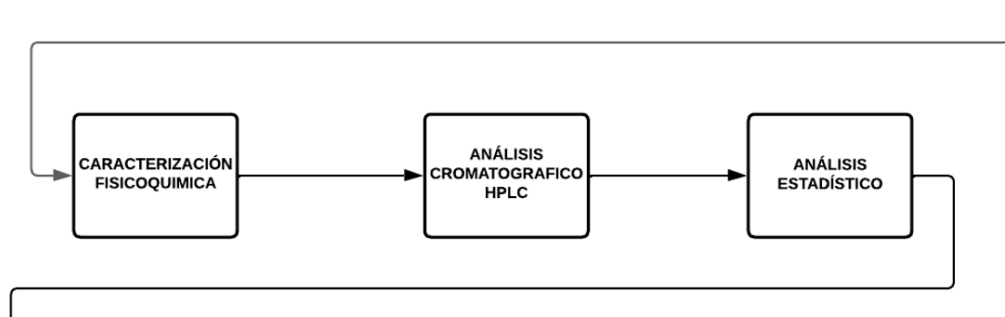 CARACTERIZACIÓN
FISICOQUIMICA
ANÁLISIS
CROMATOGRAFICO
HPLC
ANÁLISIS
ESTADÍSTICO